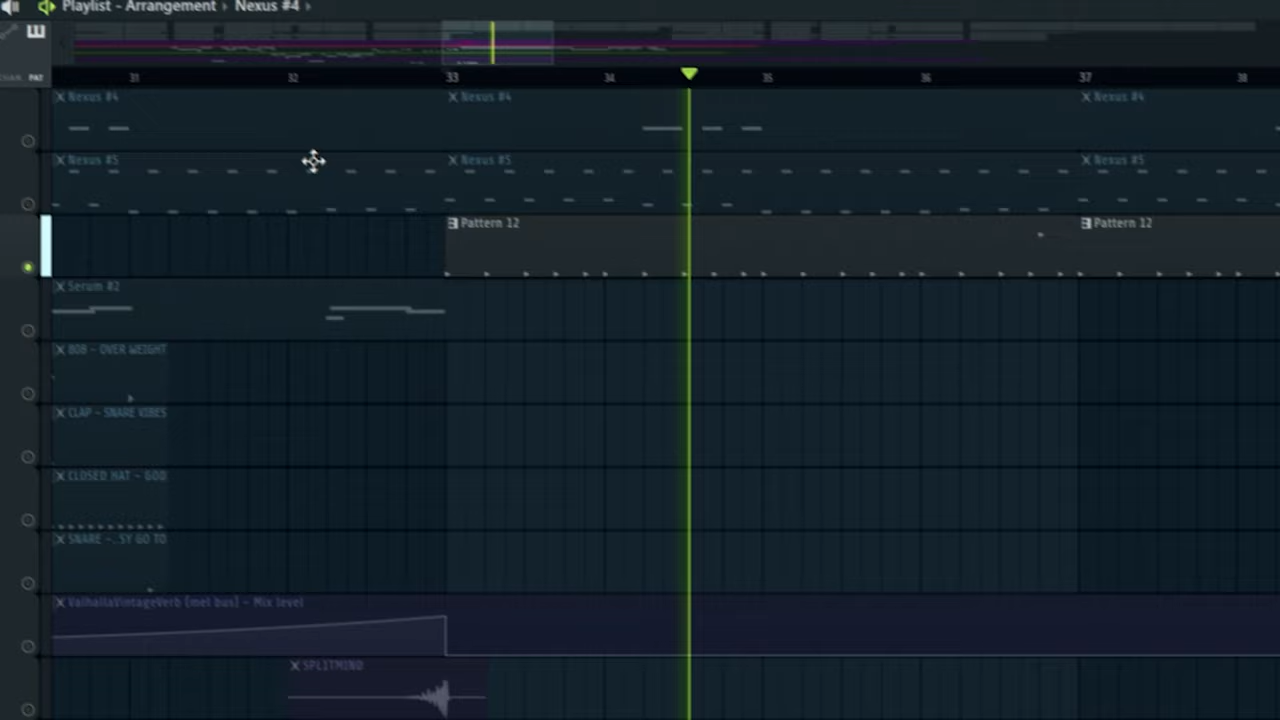 Playlist - Arrangement › Nexus #4 ›
CHAN. PAT
31 32 33 34 35 36 37 38
Nexus #4 Nexus #4 Nexus #4
Nexus #5 Nexus #5 Nexus #5
Pattern 12 Pattern 12
Serum #2
808 - OVER WEIGHT
CLAP - SNARE VIBES
CLOSED HAT - GOD
SNARE -..SY GO TO
ValhallaVintageVerb (mel bus) - Mix level
SPLITMIND